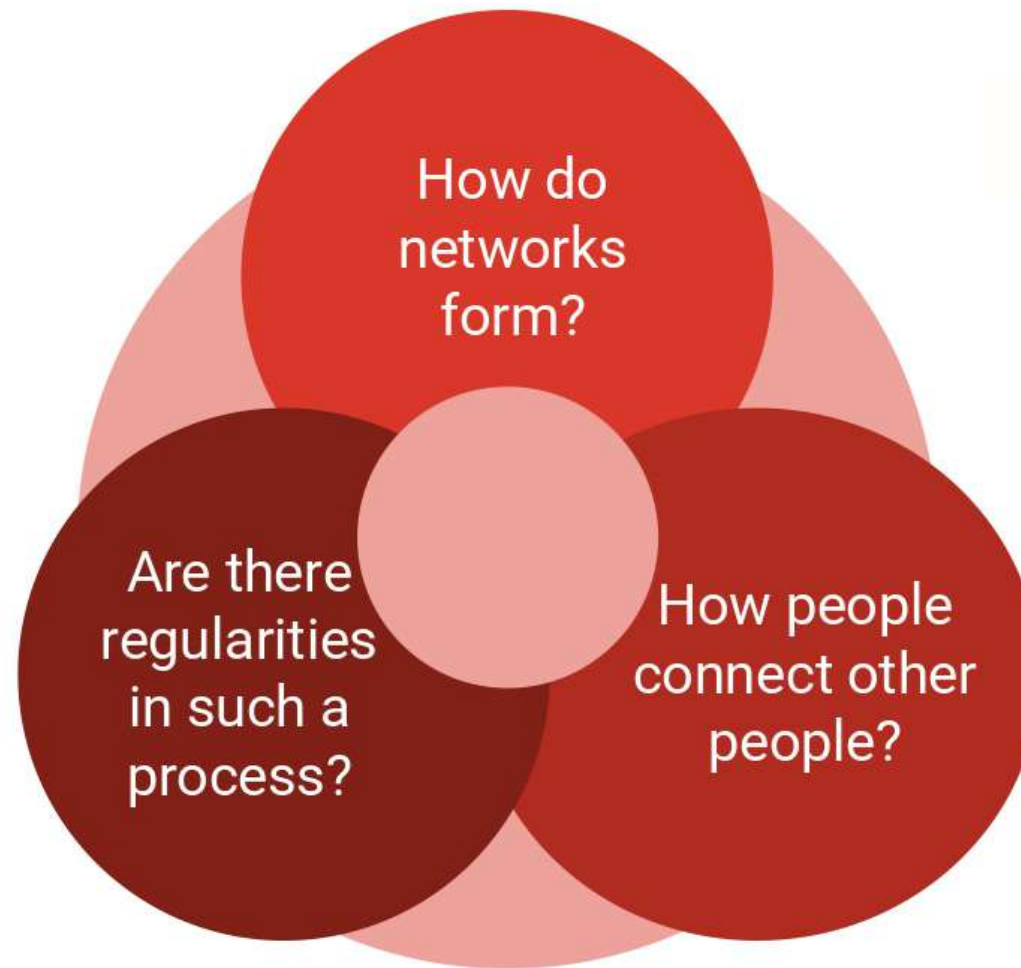 How do
networks
form?
Are there
regularities
in such a
process?
How people
connect other
people?